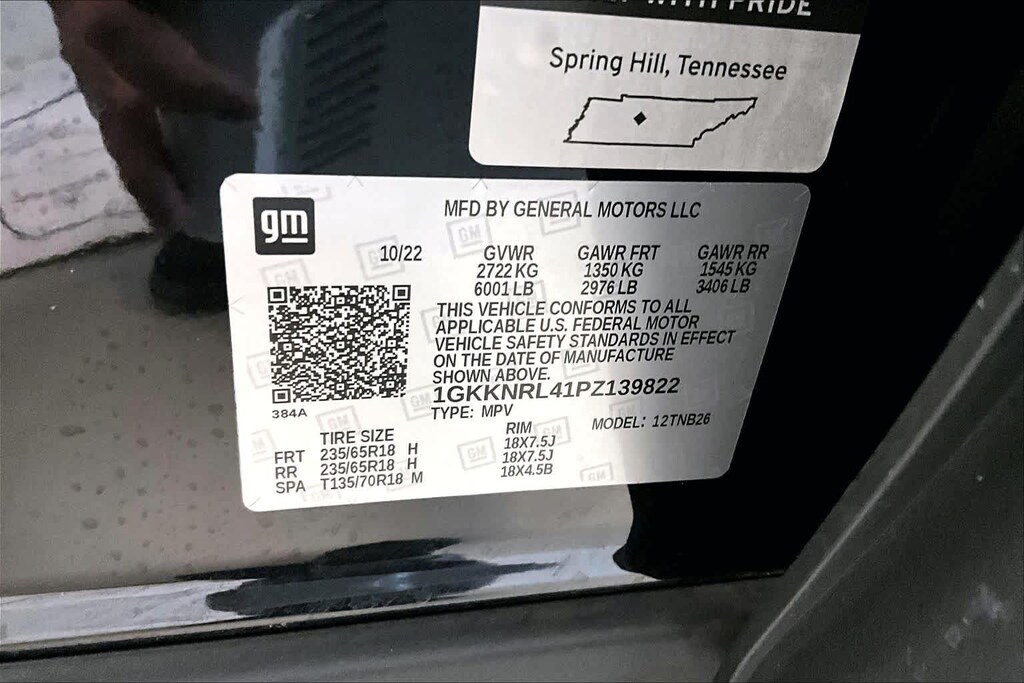 WITH PRIDE
Spring Hill, Tennessee
gm
MFD BY GENERAL MOTORS LLC
10/22 GVWR GAWR FRT GAWR RR
2722 KG 1350 KG 1545 KG
6001 LB 2976 LB 3406 LB
THIS VEHICLE CONFORMS TO ALL
APPLICABLE U.S. FEDERAL MOTOR
VEHICLE SAFETY STANDARDS IN EFFECT
ON THE DATE OF MANUFACTURE
SHOWN ABOVE.
1GKKNRL41PZ139822
384A
TYPE: MPV MODEL: 12TNB26
TIRE SIZE RIM
FRT 235/65R18 H 18X7.5J
RR 235/65R18 H 18X7.5J
SPA T135/70R18 M 18X4.5B